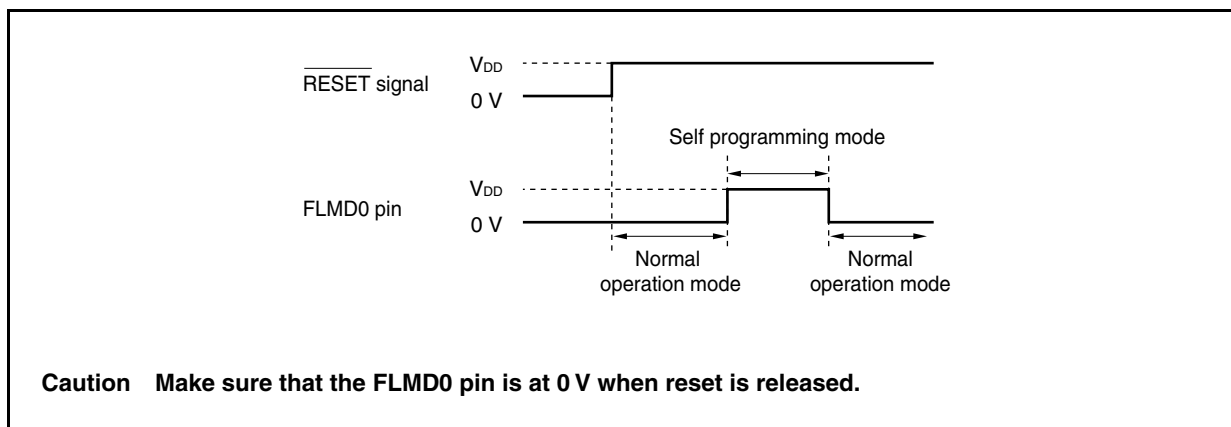 RESET signal
VDD
0 V
Self programming mode
FLMD0 pin
VDD
0 V
Normal
operation mode
Normal
operation mode
Caution Make sure that the FLMD0 pin is at 0 V when reset is released.